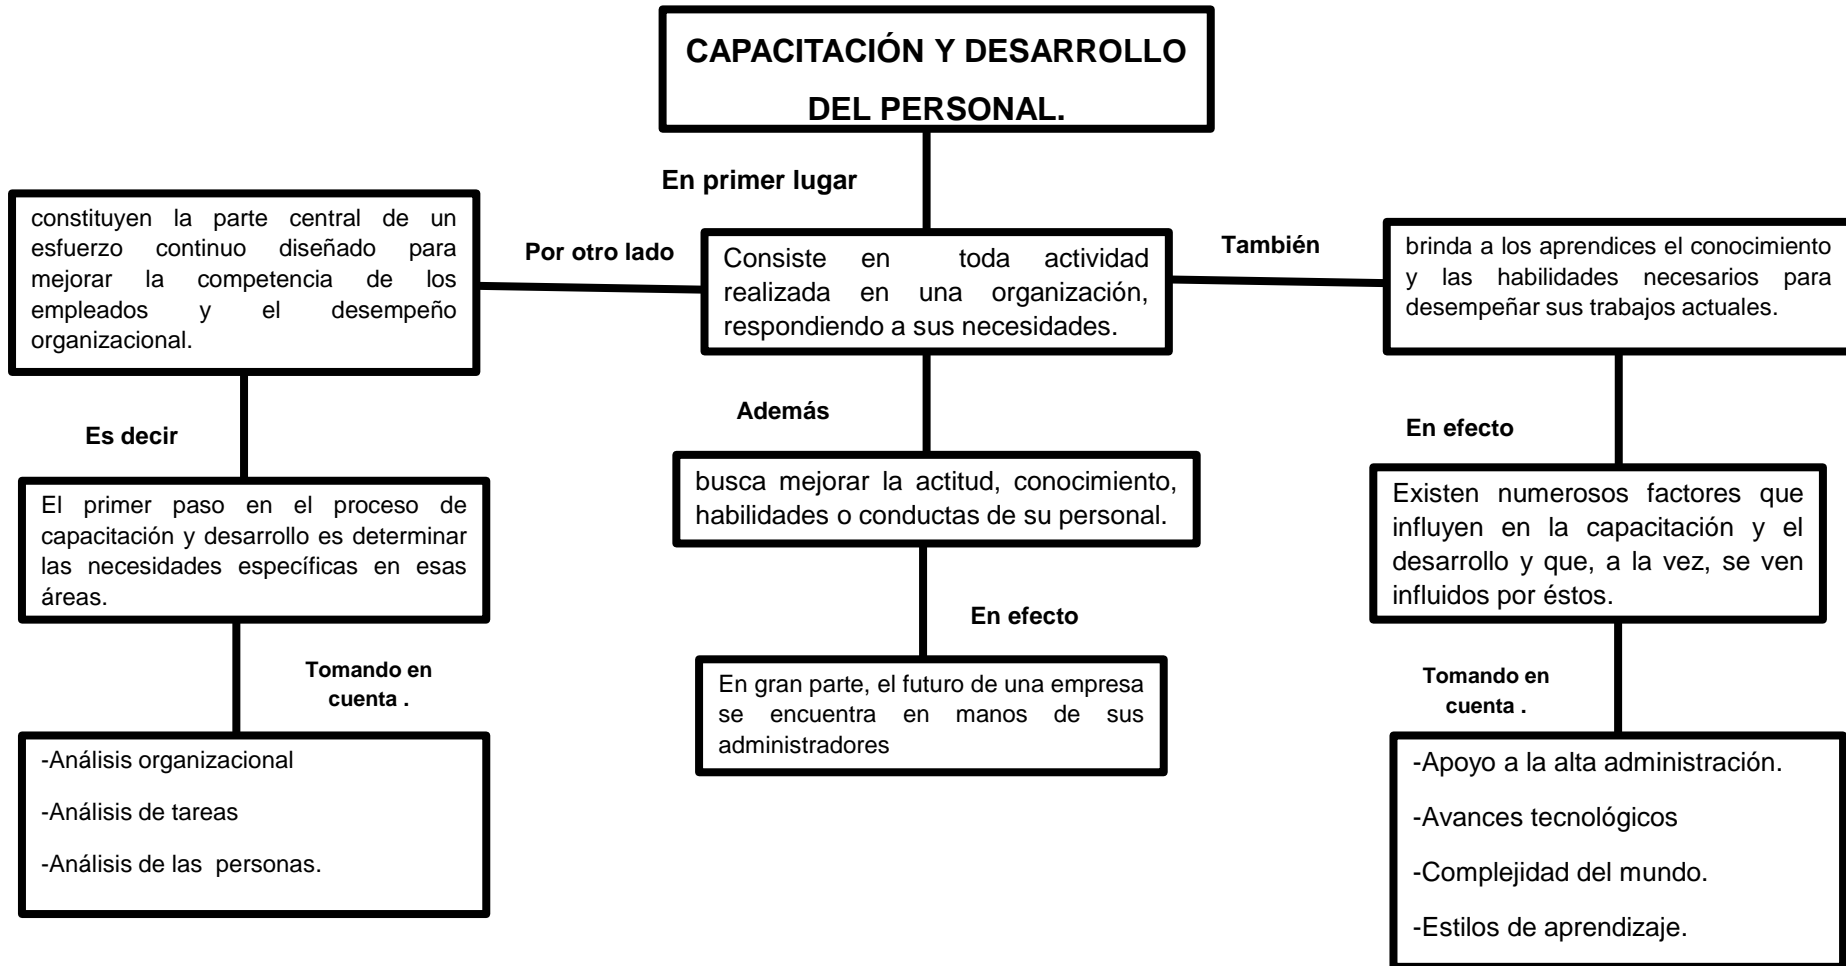 CAPACITACIÓN Y DESARROLLO
DEL PERSONAL.
En primer lugar
constituyen la parte central de un
esfuerzo continuo diseñado para
mejorar la competencia de los
empleados y el desempeño
organizacional.
Por otro lado
Consiste en toda actividad
realizada en una organización,
respondiendo a sus necesidades.
También
brinda a los aprendices el conocimiento
y las habilidades necesarios para
desempeñar sus trabajos actuales.
Es decir
Además
En efecto
El primer paso en el proceso de
capacitación y desarrollo es determinar
las necesidades específicas en esas
áreas.
busca mejorar la actitud, conocimiento,
habilidades o conductas de su personal.
Existen numerosos factores que
influyen en la capacitación y el
desarrollo y que, a la vez, se ven
influidos por éstos.
Tomando en
cuenta .
En efecto
Tomando en
cuenta .
-Análisis organizacional
-Análisis de tareas
-Análisis de las personas.
En gran parte, el futuro de una empresa
se encuentra en manos de sus
administradores
-Apoyo a la alta administración.
-Avances tecnológicos
-Complejidad del mundo.
-Estilos de aprendizaje.